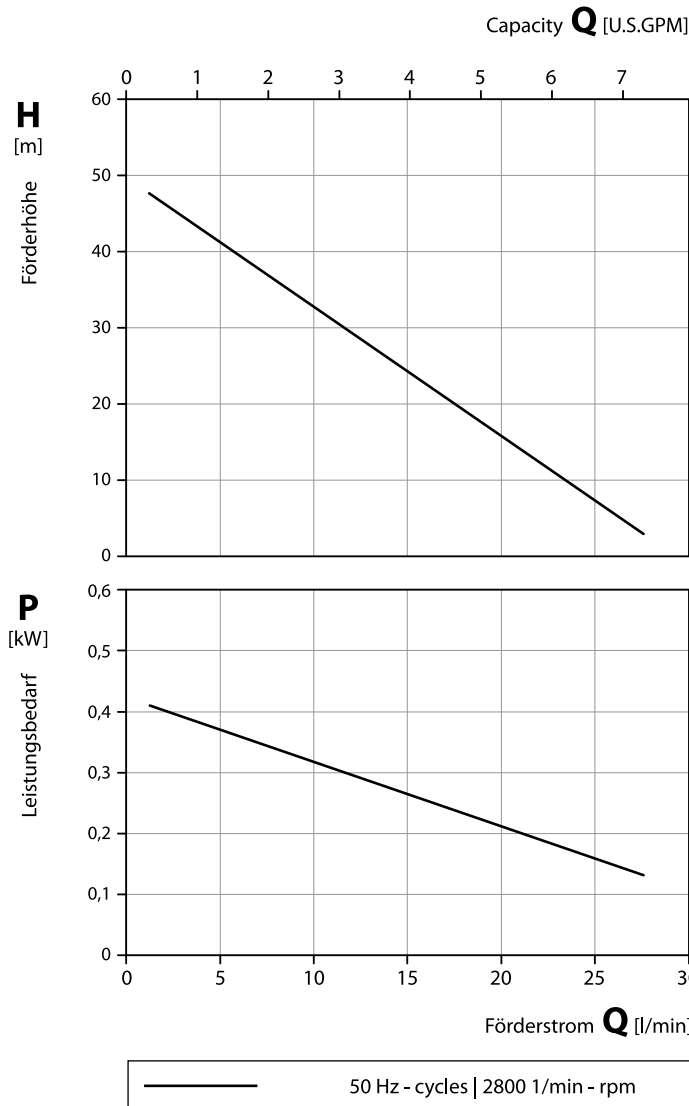 Capacity Q [U.S.GPM]
0 1 2 3 4 5 6 7
H
[m]
Förderhöhe
60
50
40
30
20
10
0
P
[kW]
Leistungsbedarf
0,6
0,5
0,4
0,3
0,2
0,1
0
0 5 10 15 20 25 30
Förderstrom Q [l/min]
50 Hz - cycles | 2800 1/min - rpm